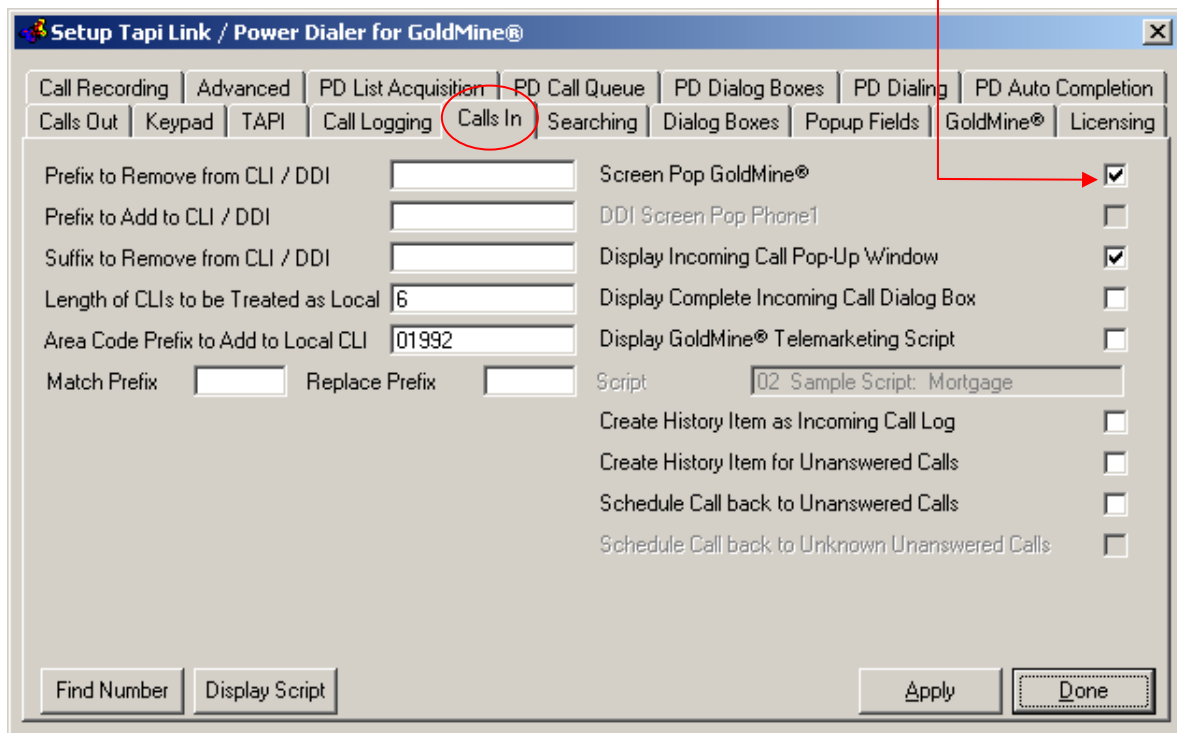 Setup Tapi Link / Power Dialer for GoldMine®
Call Recording Advanced PD List Acquisition PD Call Queue PD Dialog Boxes PD Dialing PD Auto Completion
Calls Out Keypad TAPI Call Logging Calls In Searching Dialog Boxes Popup Fields GoldMine® Licensing
Prefix to Remove from CLI / DDI
Prefix to Add to CLI / DDI
Suffix to Remove from CLI / DDI
Length of CLIs to be Treated as Local 6
Area Code Prefix to Add to Local CLI 01992
Match Prefix Replace Prefix
Screen Pop GoldMine®
DDI Screen Pop Phone1
Display Incoming Call Pop-Up Window
Display Complete Incoming Call Dialog Box
Display GoldMine® Telemarketing Script
Script 02 Sample Script: Mortgage
Create History Item as Incoming Call Log
Create History Item for Unanswered Calls
Schedule Call back to Unanswered Calls
Schedule Call back to Unknown Unanswered Calls
Find Number Display Script Apply Done